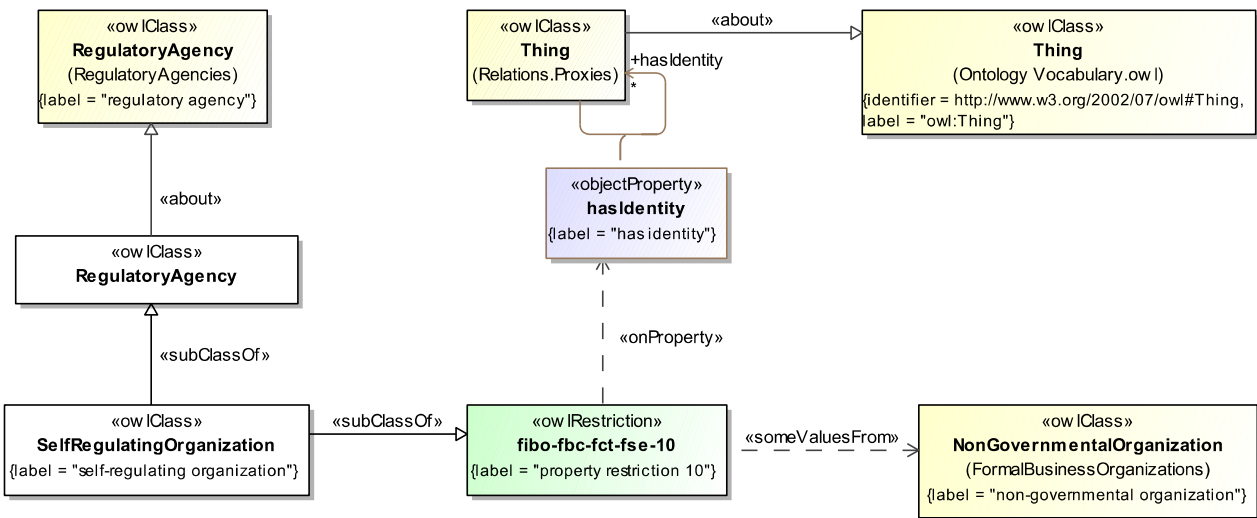 «owlClass»
RegulatoryAgency
(RegulatoryAgencies)
{label = "regulatory agency"}
«about»
«owlClass»
RegulatoryAgency
«subClassOf»
«owlClass»
SelfRegulatingOrganization
{label = "self-regulating organization"}
«subClassOf»
«owlClass»
Thing
(Relations.Proxies)
«about»
+hasIdentity
*
«owlClass»
Thing
(Ontology Vocabulary.owl)
{identifier = http://www.w3.org/2002/07/owl#Thing,
label = "owl:Thing"}
«objectProperty»
hasIdentity
{label = "has identity"}
«onProperty»
«owlRestriction»
fibo-fbc-fct-fse-10
{label = "property restriction 10"}
«someValuesFrom»
«owlClass»
NonGovernmentalOrganization
(FormalBusinessOrganizations)
{label = "non-governmental organization"}